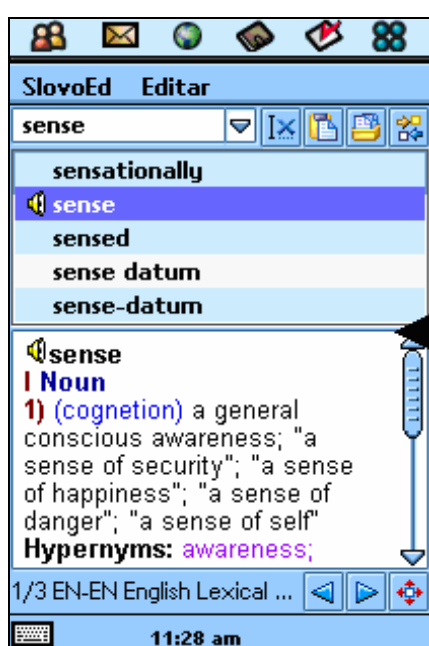 SlovoEd Editar
sense
sensationally
sense
sensed
sense datum
sense-datum
sense
I Noun
1) (cognetion) a general
conscious awareness; "a
sense of security"; "a sense
of happiness"; "a sense of
danger"; "a sense of self"
Hypernyms: awareness;
1/3 EN-EN English Lexical ...
11:28 am